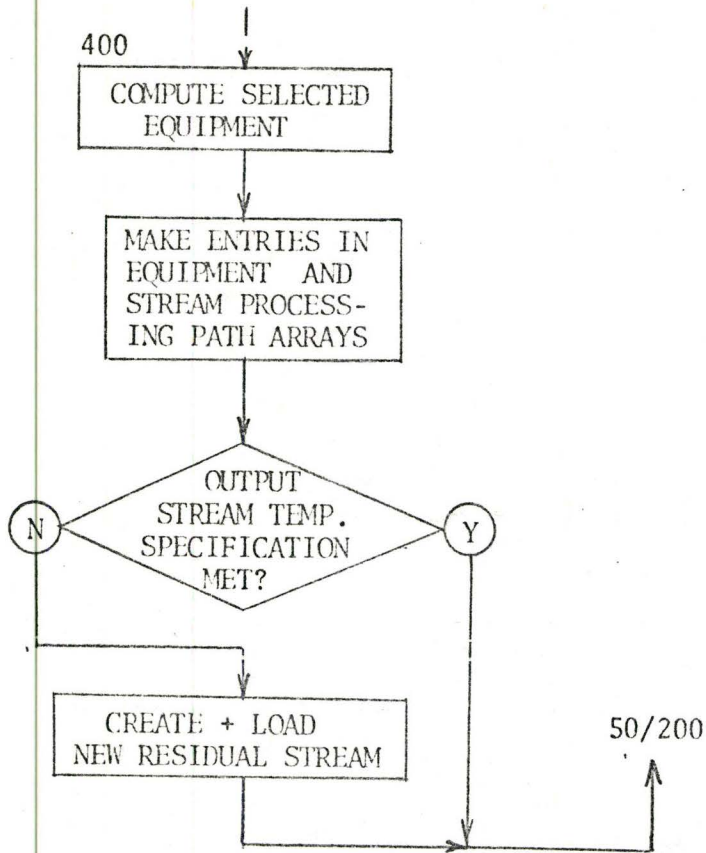 400
COMPUTE SELECTED
EQUIPMENT
MAKE ENTRIES IN
EQUIPMENT AND
STREAM PROCESS-
ING PATH ARRAYS
OUTPUT
STREAM TEMP.
SPECIFICATION
MET?
N
Y
CREATE + LOAD
NEW RESIDUAL STREAM
50/200